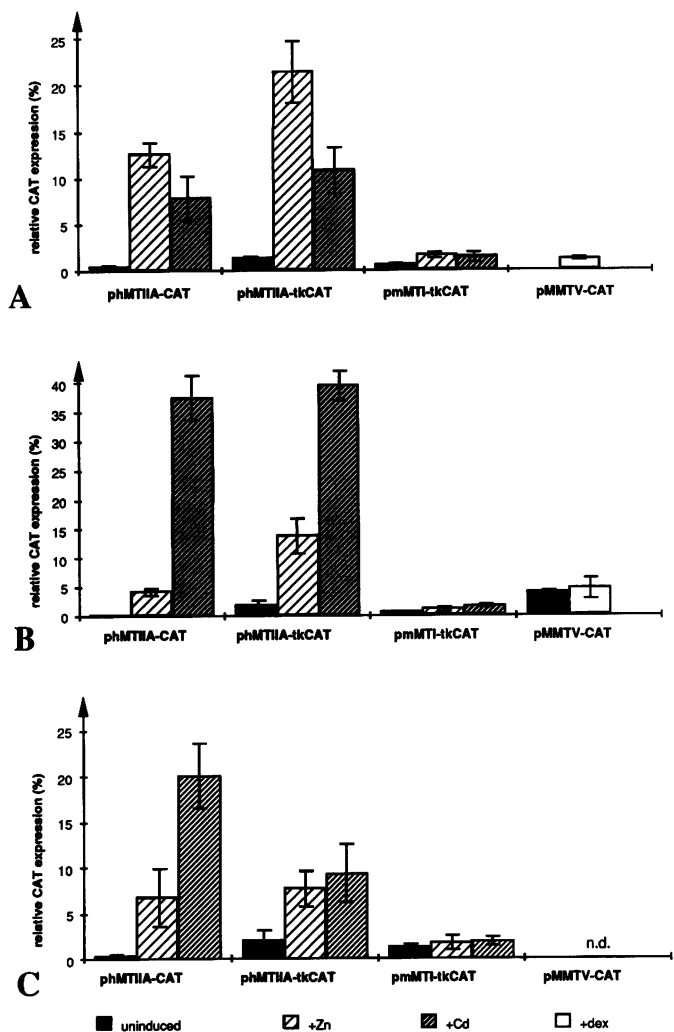 25
20
15
10
5
0
relative CAT expression (%)
phMTIIA-CAT phMTIIA-tkCAT pmMTI-tkCAT pMMTV-CAT
A
40
35
30
25
20
15
10
5
0
relative CAT expression (%)
phMTIIA-CAT phMTIIA-tkCAT pmMTI-tkCAT pMMTV-CAT
B
25
20
15
10
5
0
relative CAT expression (%)
n.d.
phMTIIA-CAT phMTIIA-tkCAT pmMTI-tkCAT pMMTV-CAT
C
uninduced +Zn +Cd +dex